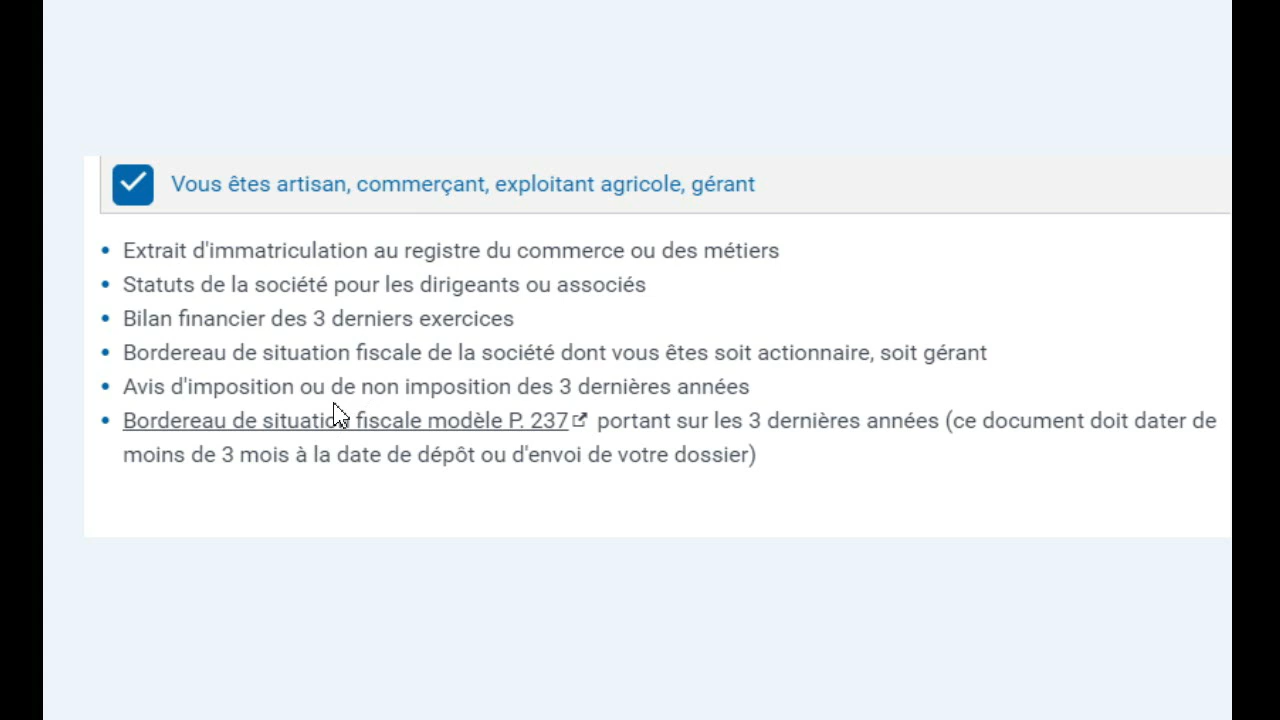 Vous êtes artisan, commerçant, exploitant agricole, gérant
Extrait d'immatriculation au registre du commerce ou des métiers
Statuts de la société pour les dirigeants ou associés
Bilan financier des 3 derniers exercices
Bordereau de situation fiscale de la société dont vous êtes soit actionnaire, soit gérant
Avis d'imposition ou de non imposition des 3 dernières années
Bordereau de situation fiscale modèle P. 237 portant sur les 3 dernières années (ce document doit dater de
moins de 3 mois à la date de dépôt ou d'envoi de votre dossier)